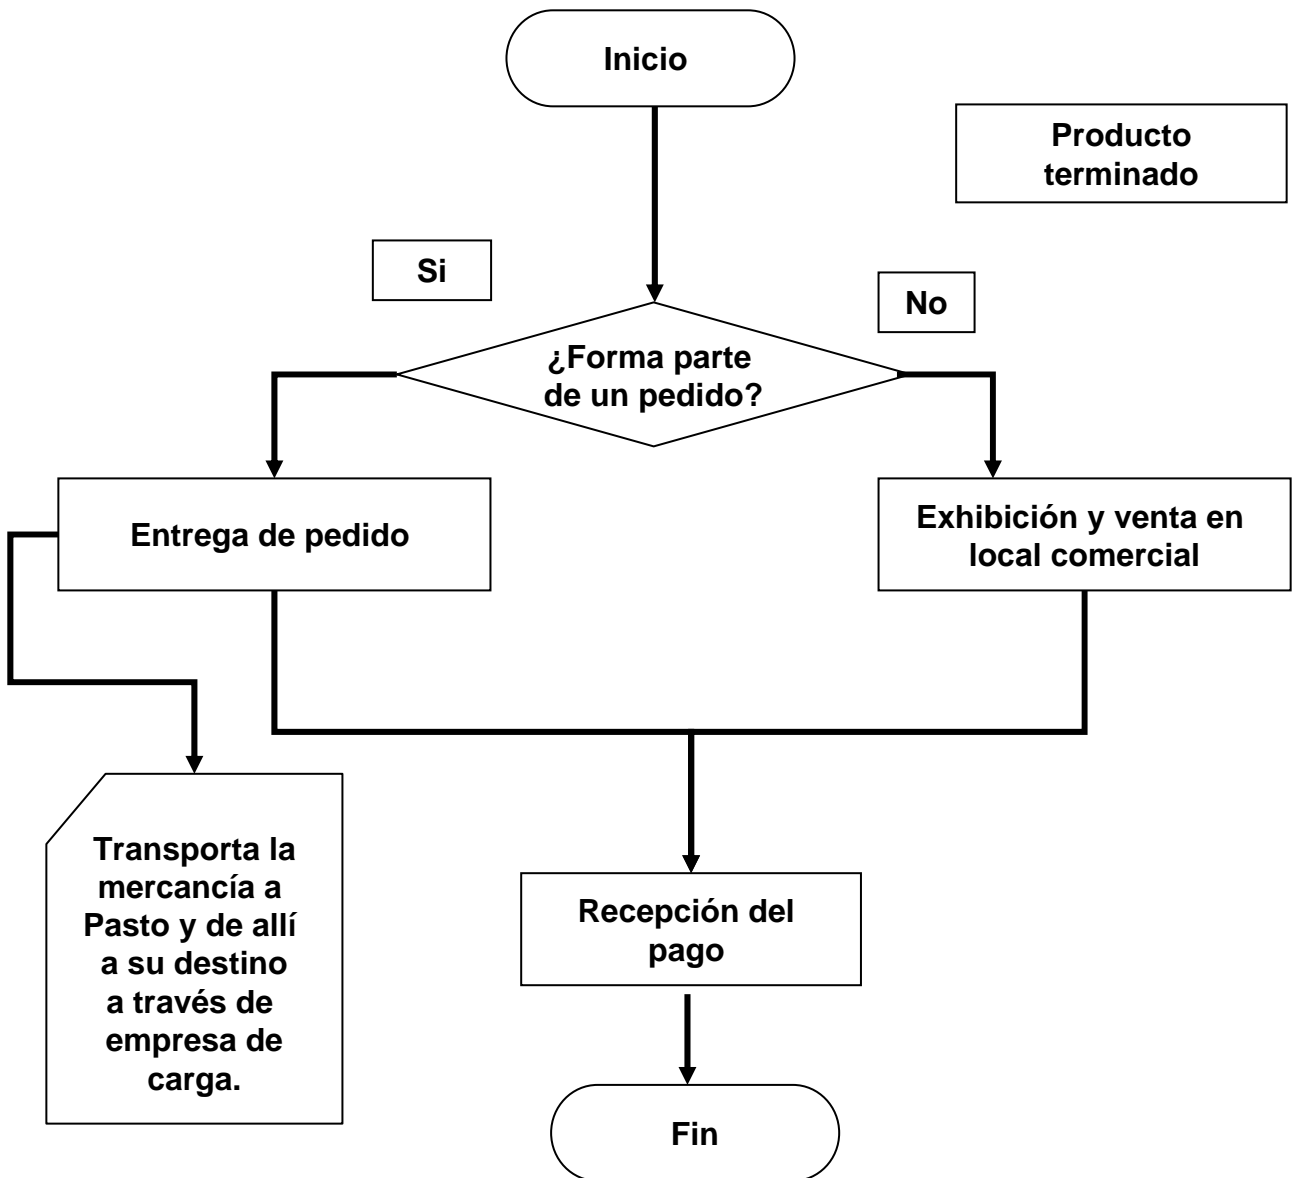 Inicio
Producto
terminado
Si
No
¿Forma parte
de un pedido?
Entrega de pedido
Exhibición y venta en
local comercial
Transporta la
mercancía a
Pasto y de allí
a su destino
a través de
empresa de
carga.
Recepción del
pago
Fin